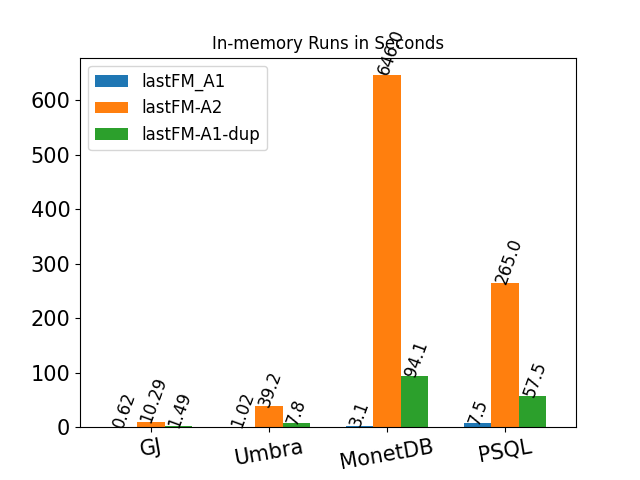 In-memory Runs in Seconds
lastFM_A1
lastFM-A2
lastFM-A1-dup
600
500
400
300
200
100
0
0.62
10.29
1.49
1.02
39.2
7.8
3.1
646.0
94.1
7.5
265.0
57.5
GJ
Umbra
MonetDB
PSQL